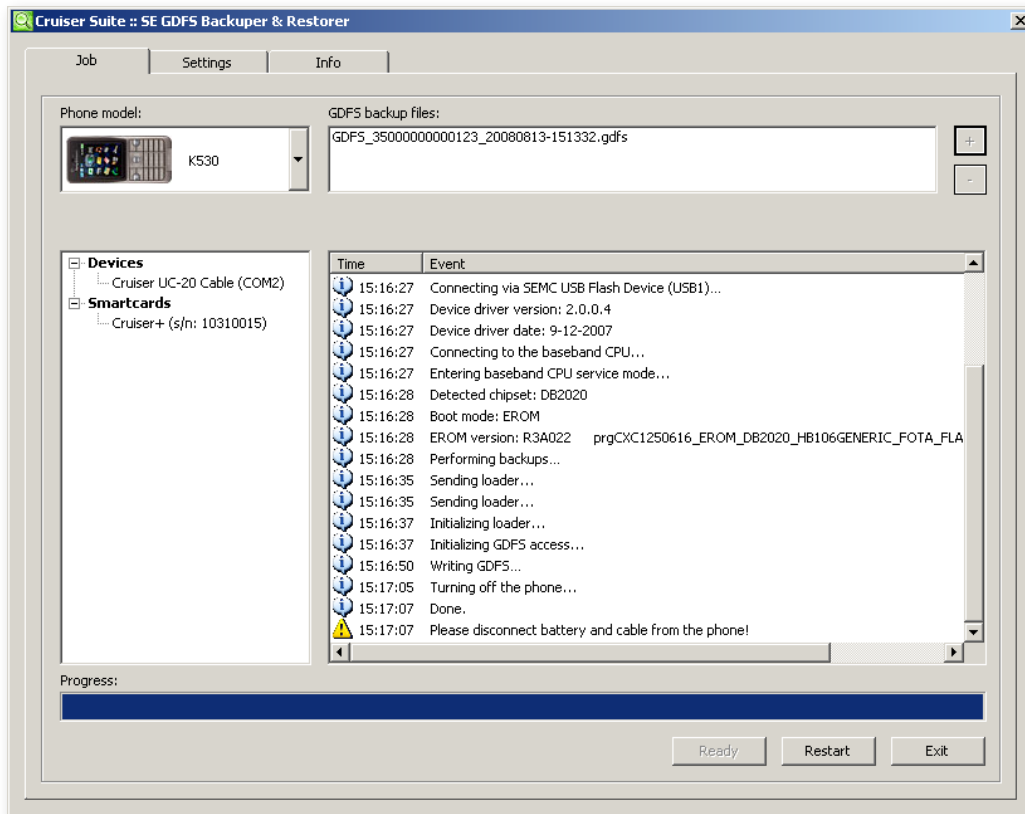 Cruiser Suite :: SE GDFS Backuper & Restorer
Job Settings Info
Phone model:
K530
GDFS backup files:
GDFS_35000000000123_20080813-151332.gdfs
+
-
Devices
Cruiser UC-20 Cable (COM2)
Smartcards
Cruiser+ (s/n: 10310015)
Time Event
15:16:27 Connecting via SEMC USB Flash Device (USB1)...
15:16:27 Device driver version: 2.0.0.4
15:16:27 Device driver date: 9-12-2007
15:16:27 Connecting to the baseband CPU...
15:16:27 Entering baseband CPU service mode...
15:16:28 Detected chipset: DB2020
15:16:28 Boot mode: EROM
15:16:28 EROM version: R3A022 prgCXC1250616_EROM_DB2020_HB106GENERIC_FOTA_FLA
15:16:28 Performing backups...
15:16:35 Sending loader...
15:16:35 Sending loader...
15:16:37 Initializing loader...
15:16:37 Initializing GDFS access...
15:16:50 Writing GDFS...
15:17:05 Turning off the phone...
15:17:07 Done.
15:17:07 Please disconnect battery and cable from the phone!
Progress:
Ready Restart Exit